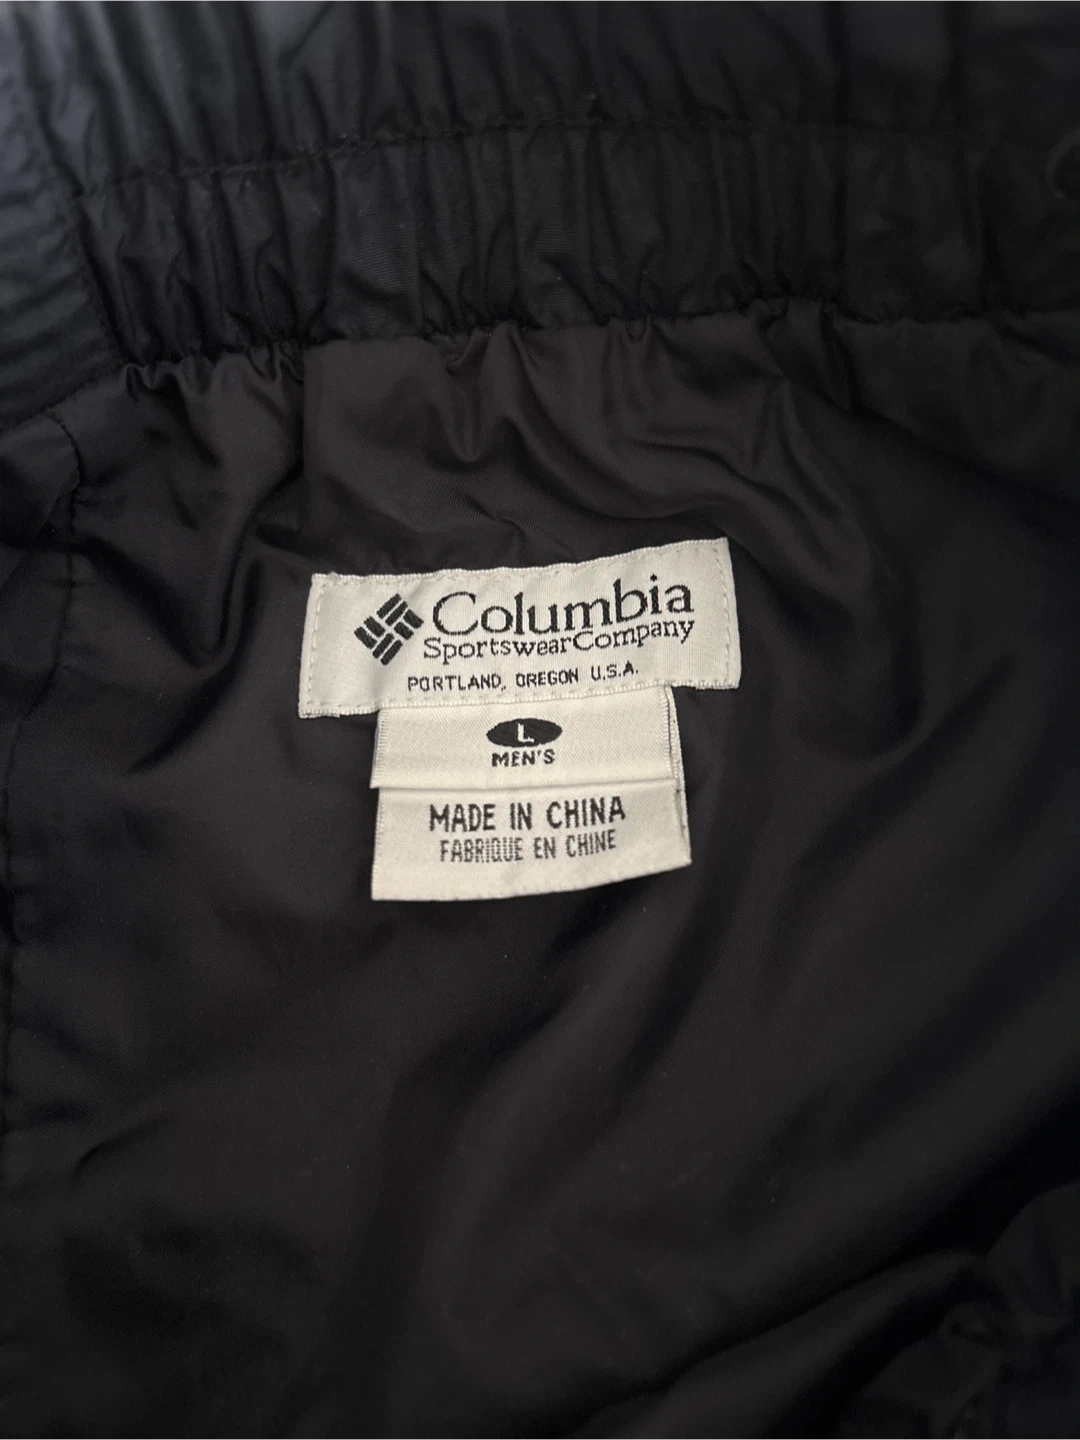 Columbia
SportswearCompany
PORTLAND, OREGON U.S.A.
L
MEN'S
MADE IN CHINA
FABRIQUE EN CHINE